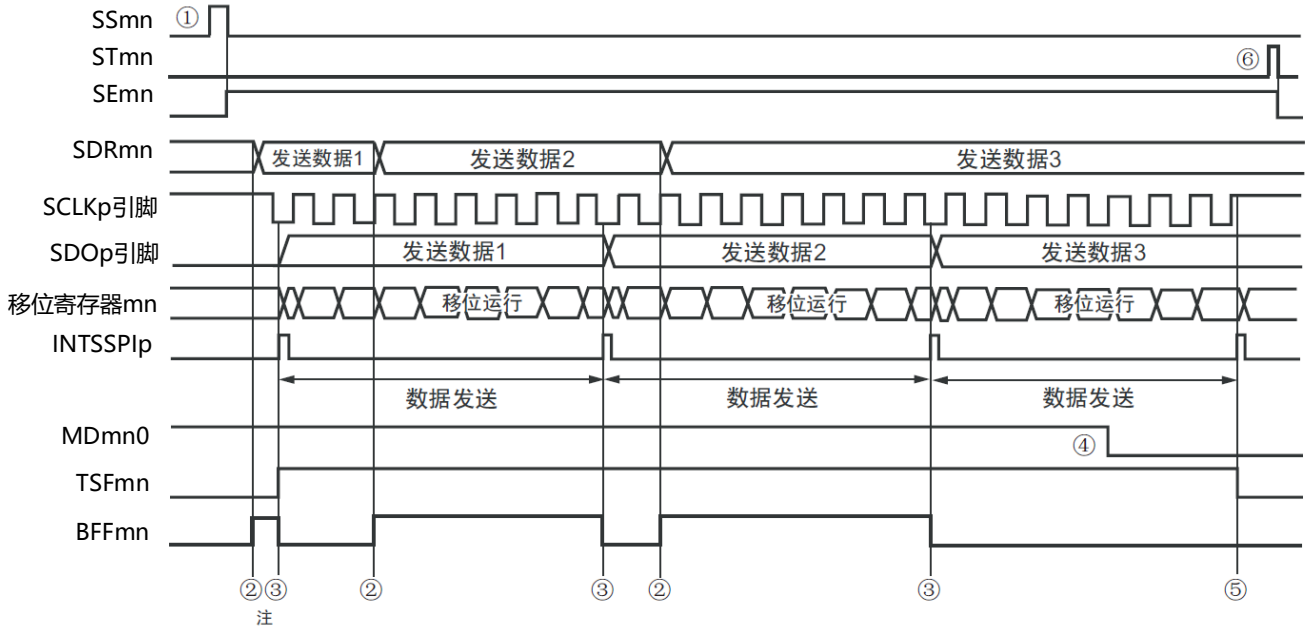 SSmn ①
STmn ⑥
SEmn
SDRmn 发送数据1 发送数据2 发送数据3
SCLKp引脚
SDOp引脚 发送数据1 发送数据2 发送数据3
移位寄存器mn 移位运行 移位运行 移位运行
INTSSPIp
数据发送 数据发送 数据发送
MDmn0 ④
TSFmn
BFFmn
②③ ② ③ ② ③ ⑤
注